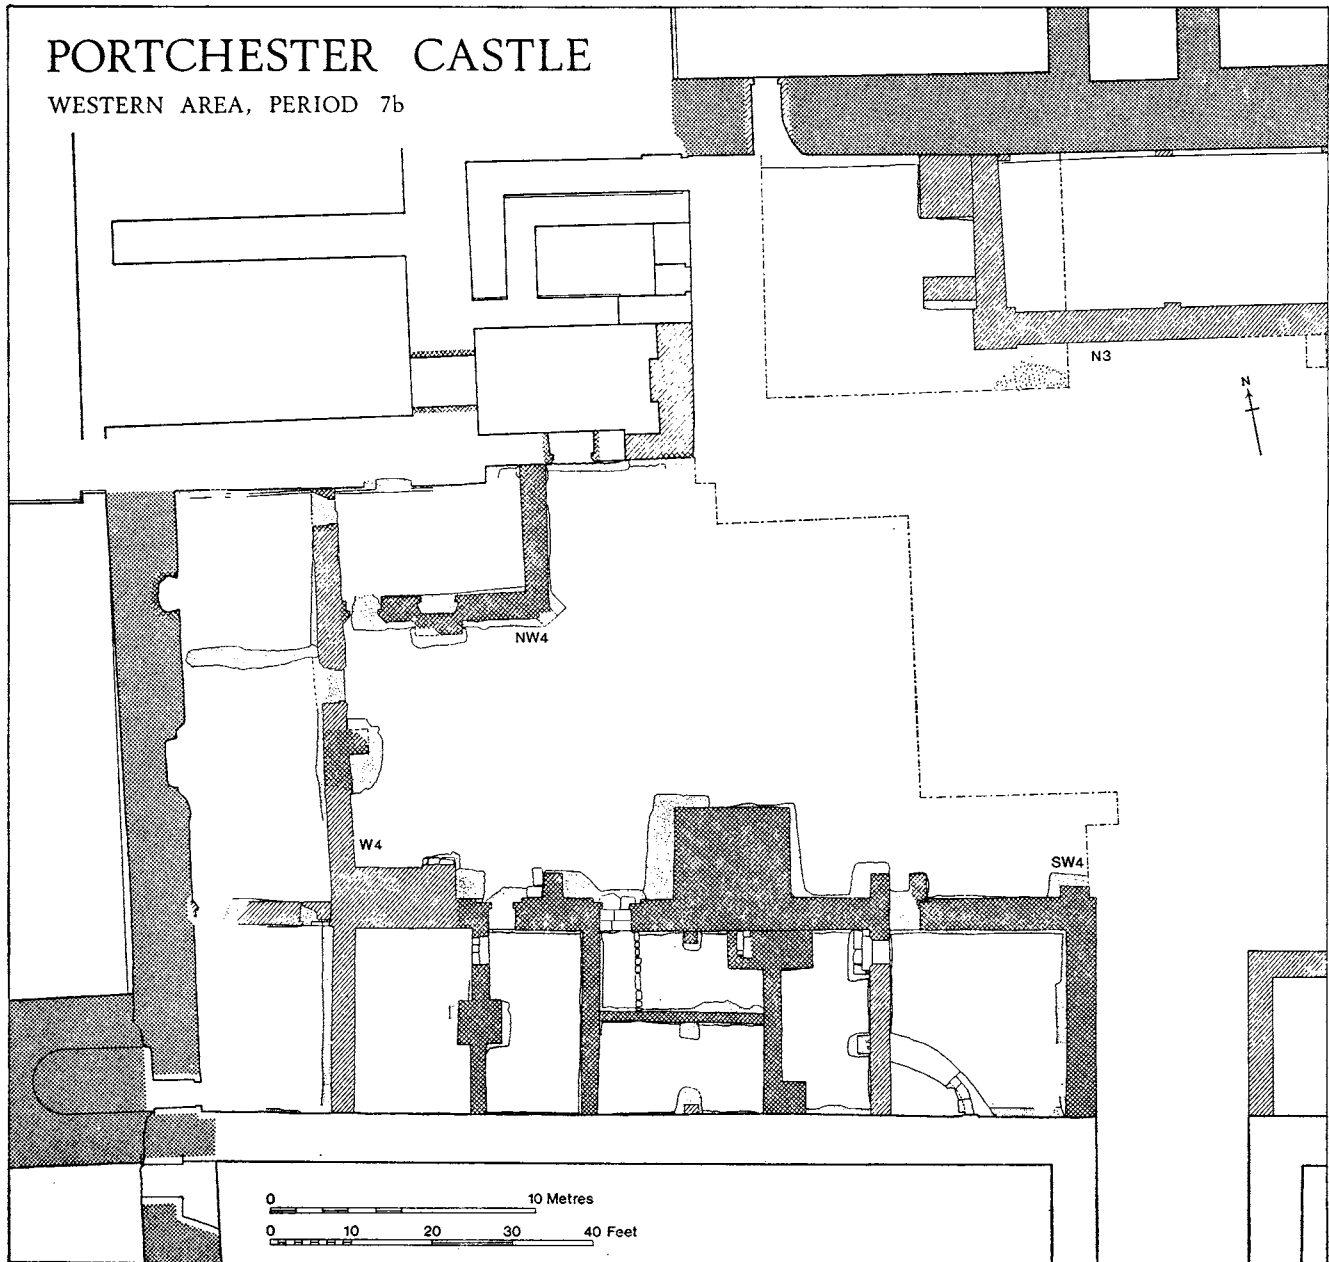 PORTCHESTER CASTLE
WESTERN AREA, PERIOD 7b
N3
N
NW4
W4
SW4
0 10 Metres
0 10 20 30 40 Feet